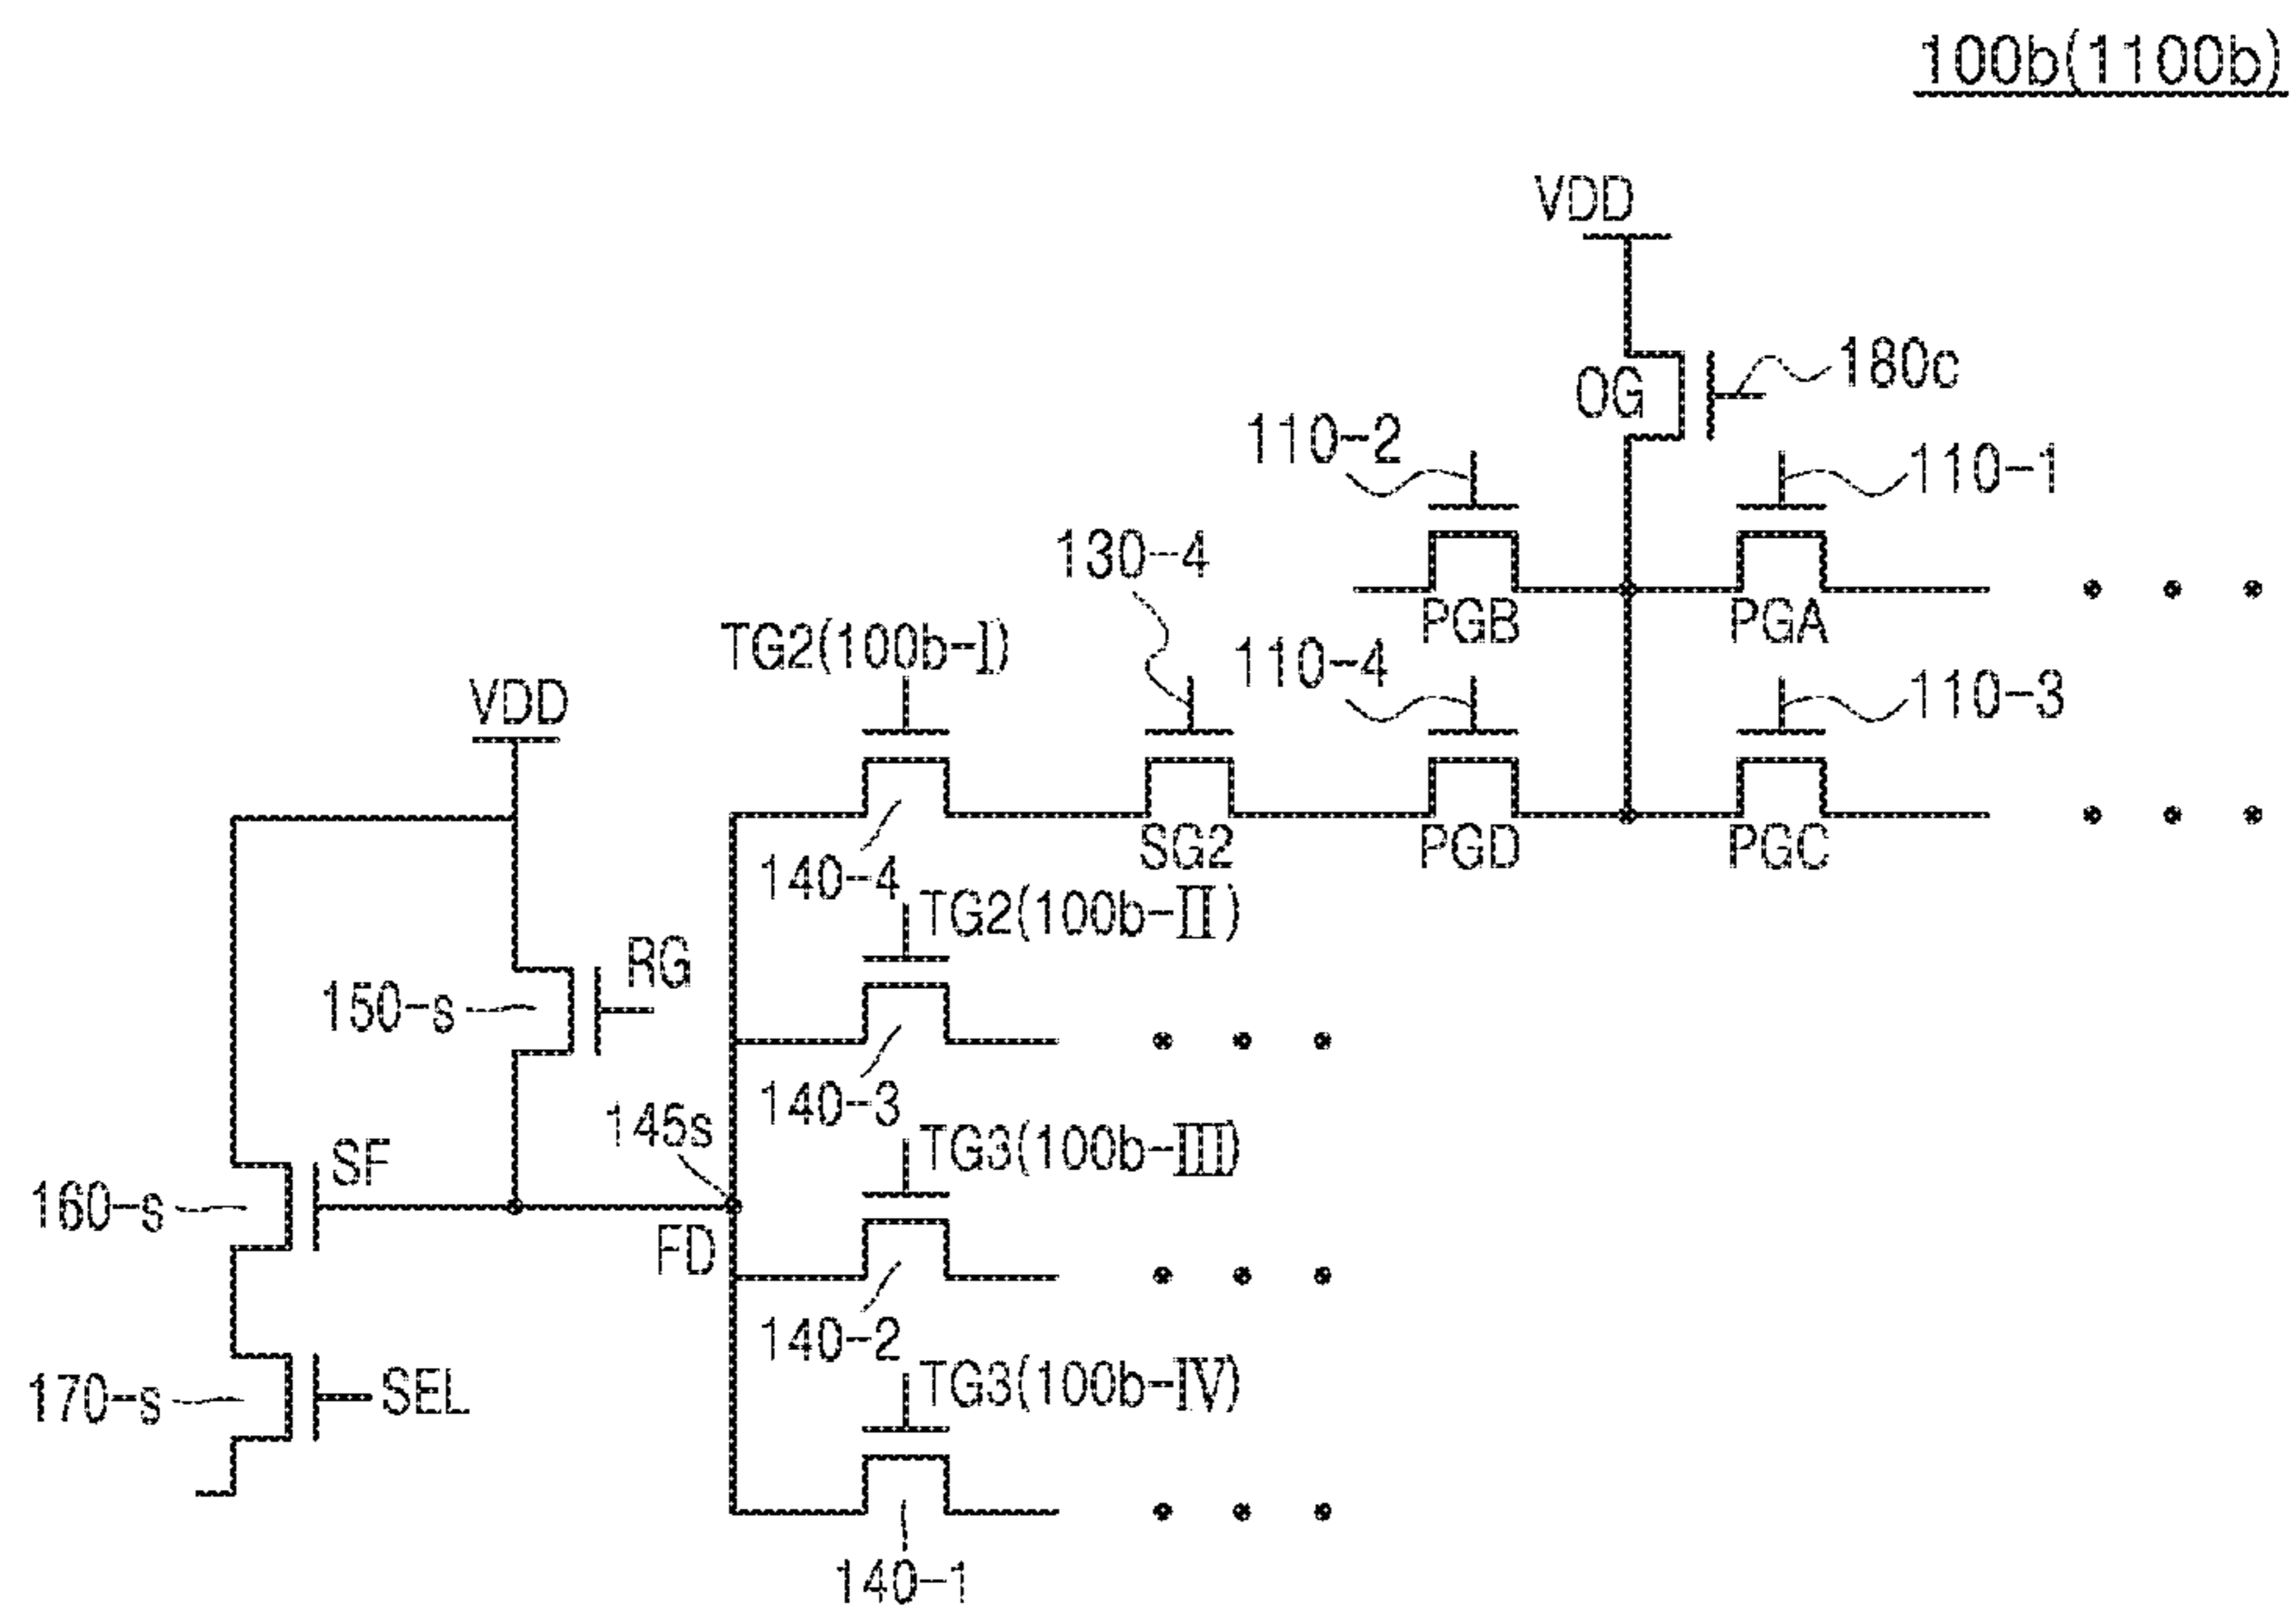 100b(1100b)
VDD
OG
180c
110-2
110-1
130-4
PGB
PGA
TG2(100b-Ⅰ)
110-4
110-3
VDD
140-4
SG2
PGD
PGC
TG2(100b-Ⅱ)
RG
150-s
140-3
145s
TG3(100b-Ⅲ)
SF
160-s
FD
140-2
TG3(100b-Ⅳ)
170-s
SEL
140-1